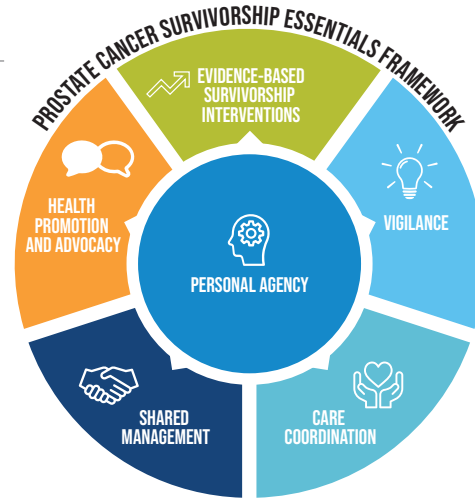 PROSTATE CANCER SURVIVORSHIP ESSENTIALS FRAMEWORK
EVIDENCE-BASED
SURVIVORSHIP
INTERVENTIONS
VIGILANCE
CARE
COORDINATION
SHARED
MANAGEMENT
HEALTH
PROMOTION
AND ADVOCACY
PERSONAL AGENCY